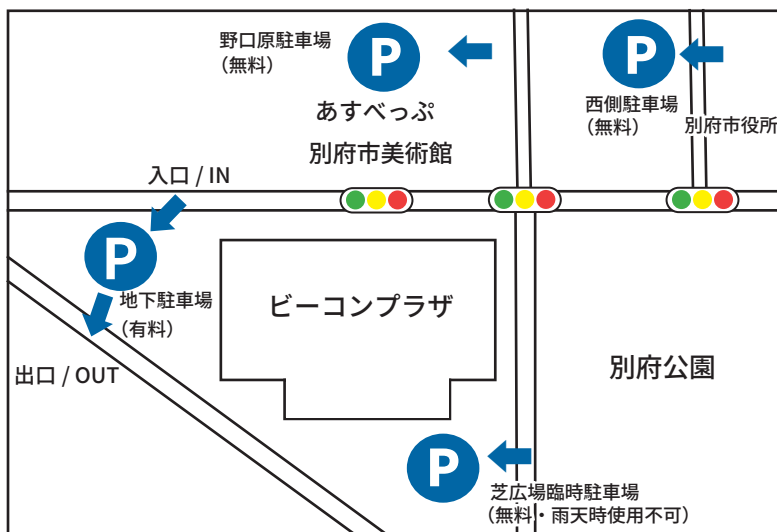 野口原駐車場
（無料）
P
あすべっぷ
別府市美術館
P
西側駐車場
（無料）
別府市役所
入口 / IN
P
地下駐車場
（有料）
出口 / OUT
ビーコンプラザ
別府公園
P
芝広場臨時駐車場
（無料・雨天時使用不可）